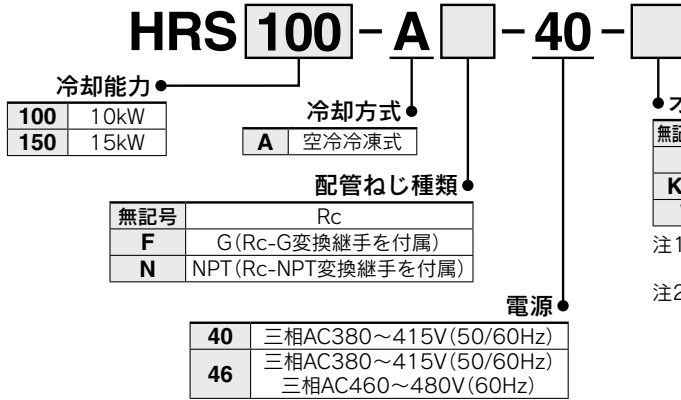 HRS 100 - A - 40 -
冷却能力
100 10kW
150 15kW
冷却方式
A 空冷冷凍式
配管ねじ種類
無記号 Rc
F G(Rc-G変換継手を付属)
N NPT(Rc-NPT変換継手を付属)
電源
40 三相AC380～415V(50/60Hz)
46 三相AC380～415V(50/60Hz)
三相AC460～480V(60Hz)
無記
K
注1
注2